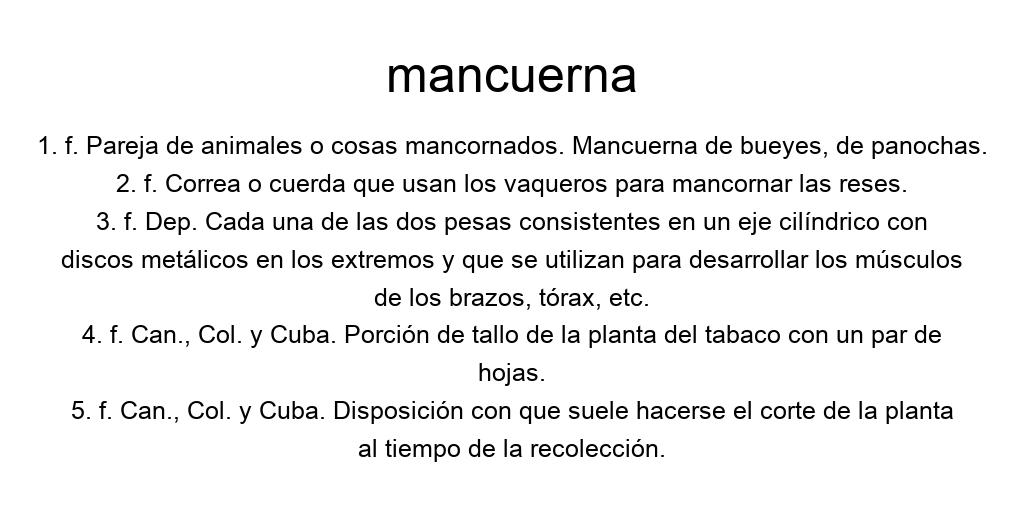 mancuerna
1. f. Pareja de animales o cosas mancornados. Mancuerna de bueyes, de panochas.
2. f. Correa o cuerda que usan los vaqueros para mancornar las reses.
3. f. Dep. Cada una de las dos pesas consistentes en un eje cilíndrico con
discos metálicos en los extremos y que se utilizan para desarrollar los músculos
de los brazos, tórax, etc.
4. f. Can., Col. y Cuba. Porción de tallo de la planta del tabaco con un par de
hojas.
5. f. Can., Col. y Cuba. Disposición con que suele hacerse el corte de la planta
al tiempo de la recolección.